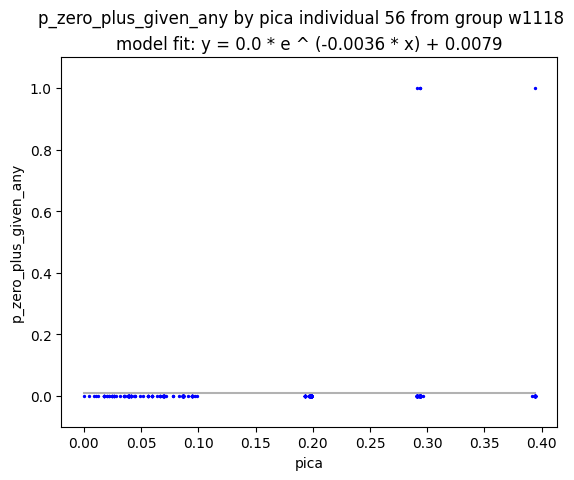 p_zero_plus_given_any by pica individual 56 from group w1118
model fit: y = 0.0 * e ^ (-0.0036 * x) + 0.0079
p_zero_plus_given_any
1.0
0.8
0.6
0.4
0.2
0.0
0.00 0.05 0.10 0.15 0.20 0.25 0.30 0.35 0.40
pica